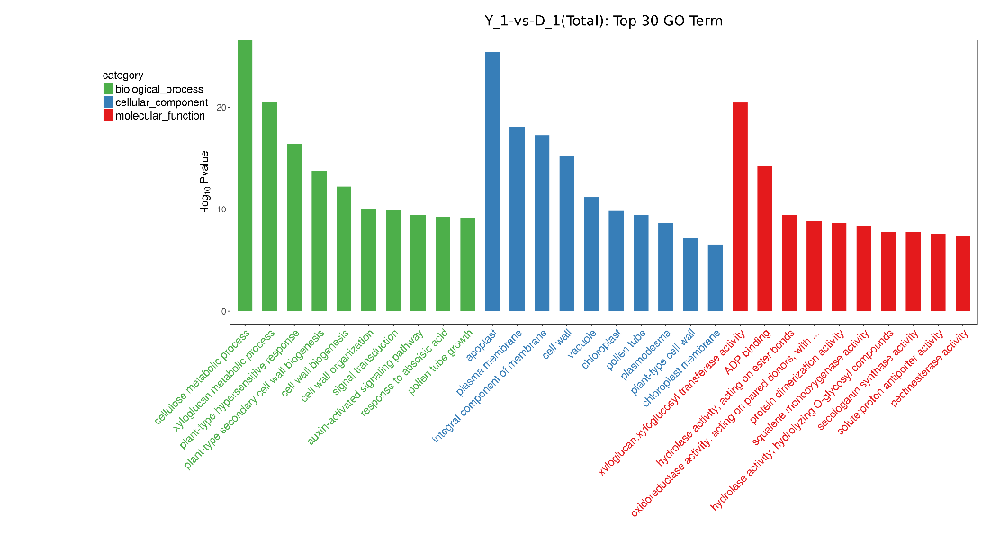 Y_1-vs-D_1(Total): Top 30 GO Term
category
biological_process
cellular_component
molecular_function
-log10 Pvalue
20
10
0
cellulose metabolic process
xyloglucan metabolic process
plant-type hypersensitive response
plant-type secondary cell wall biogenesis
cell wall biogenesis
cell wall organization
signal transduction
auxin-activated signaling pathway
response to abscisic acid
pollen tube growth
apoplast
plasma membrane
integral component of membrane
cell wall
vacuole
chloroplast
pollen tube
plasmodesma
plant-type cell wall
chloroplast membrane
xyloglucan:xyloglucosyl transferase activity
ADP binding
hydrolase activity, acting on ester bonds
oxidoreductase activity, acting on paired donors, with ...
protein dimerization activity
squalene monooxygenase activity
hydrolase activity, hydrolyzing O-glycosyl compounds
secologanin synthase activity
solute:proton antiporter activity
pectinesterase activity